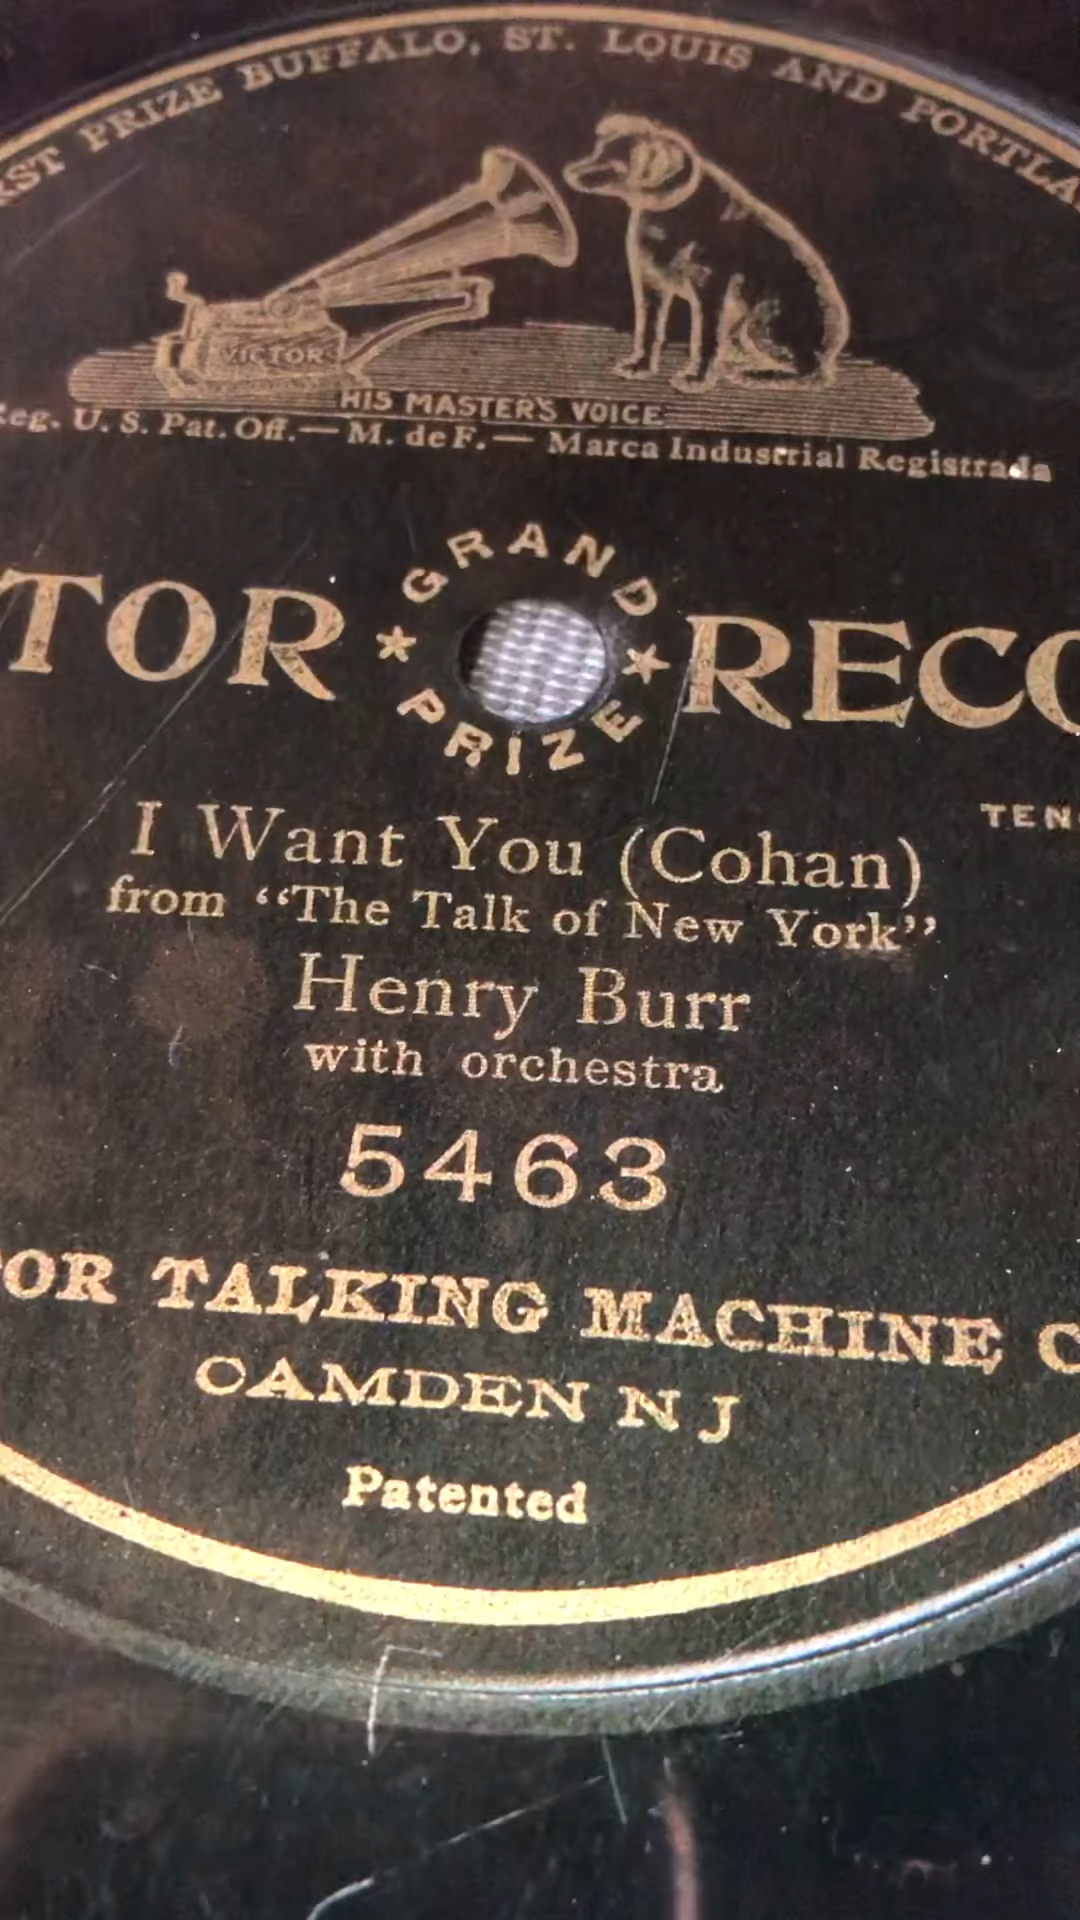 RST PRIZE BUFFALO, ST. LOUIS AND PORTLA
VICTOR
HIS MASTER'S VOICE
Reg. U. S. Pat. Off.— M. de F.— Marca Industrial Registrada
GRAND PRIZE
TOR RECO
TEN
I Want You (Cohan)
from “The Talk of New York”
Henry Burr
with orchestra
5463
OR TALKING MACHINE C
CAMDEN N J
Patented